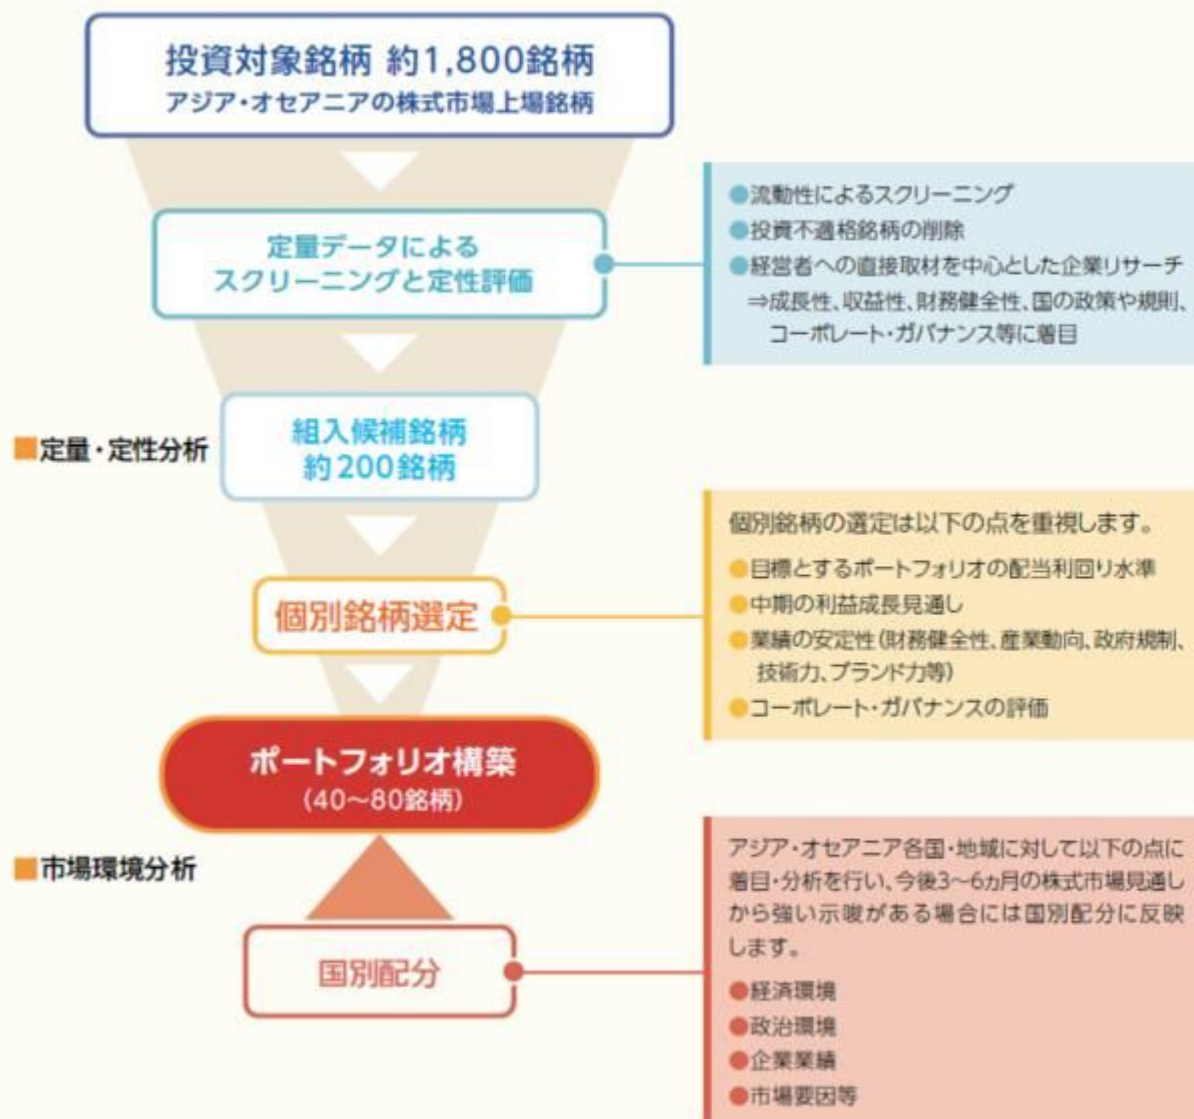 投資対象銘柄 約1,800銘柄
アジア・オセアニアの株式市場上場銘柄
定量データによる
スクリーニングと定性評価
●流動性によるスクリーニング
●投資不適格銘柄の削除
●経営者への直接取材を中心とした企業リサーチ
⇒成長性、収益性、財務健全性、国の政策や規則、
コーポレート・ガバナンス等に着目
■定量・定性分析
組入候補銘柄
約200銘柄
個別銘柄選定
個別銘柄の選定は以下の点を重視します。
●目標とするポートフォリオの配当利回り水準
●中期の利益成長見通し
●業績の安定性(財務健全性、産業動向、政府規制、
技術力、ブランド力等)
●コーポレート・ガバナンスの評価
ポートフォリオ構築
(40～80銘柄)
■市場環境分析
国別配分
アジア・オセアニア各国・地域に対して以下の点に
着目・分析を行い、今後3～6ヵ月の株式市場見通し
から強い示唆がある場合には国別配分に反映
します。
●経済環境
●政治環境
●企業業績
●市場要因等